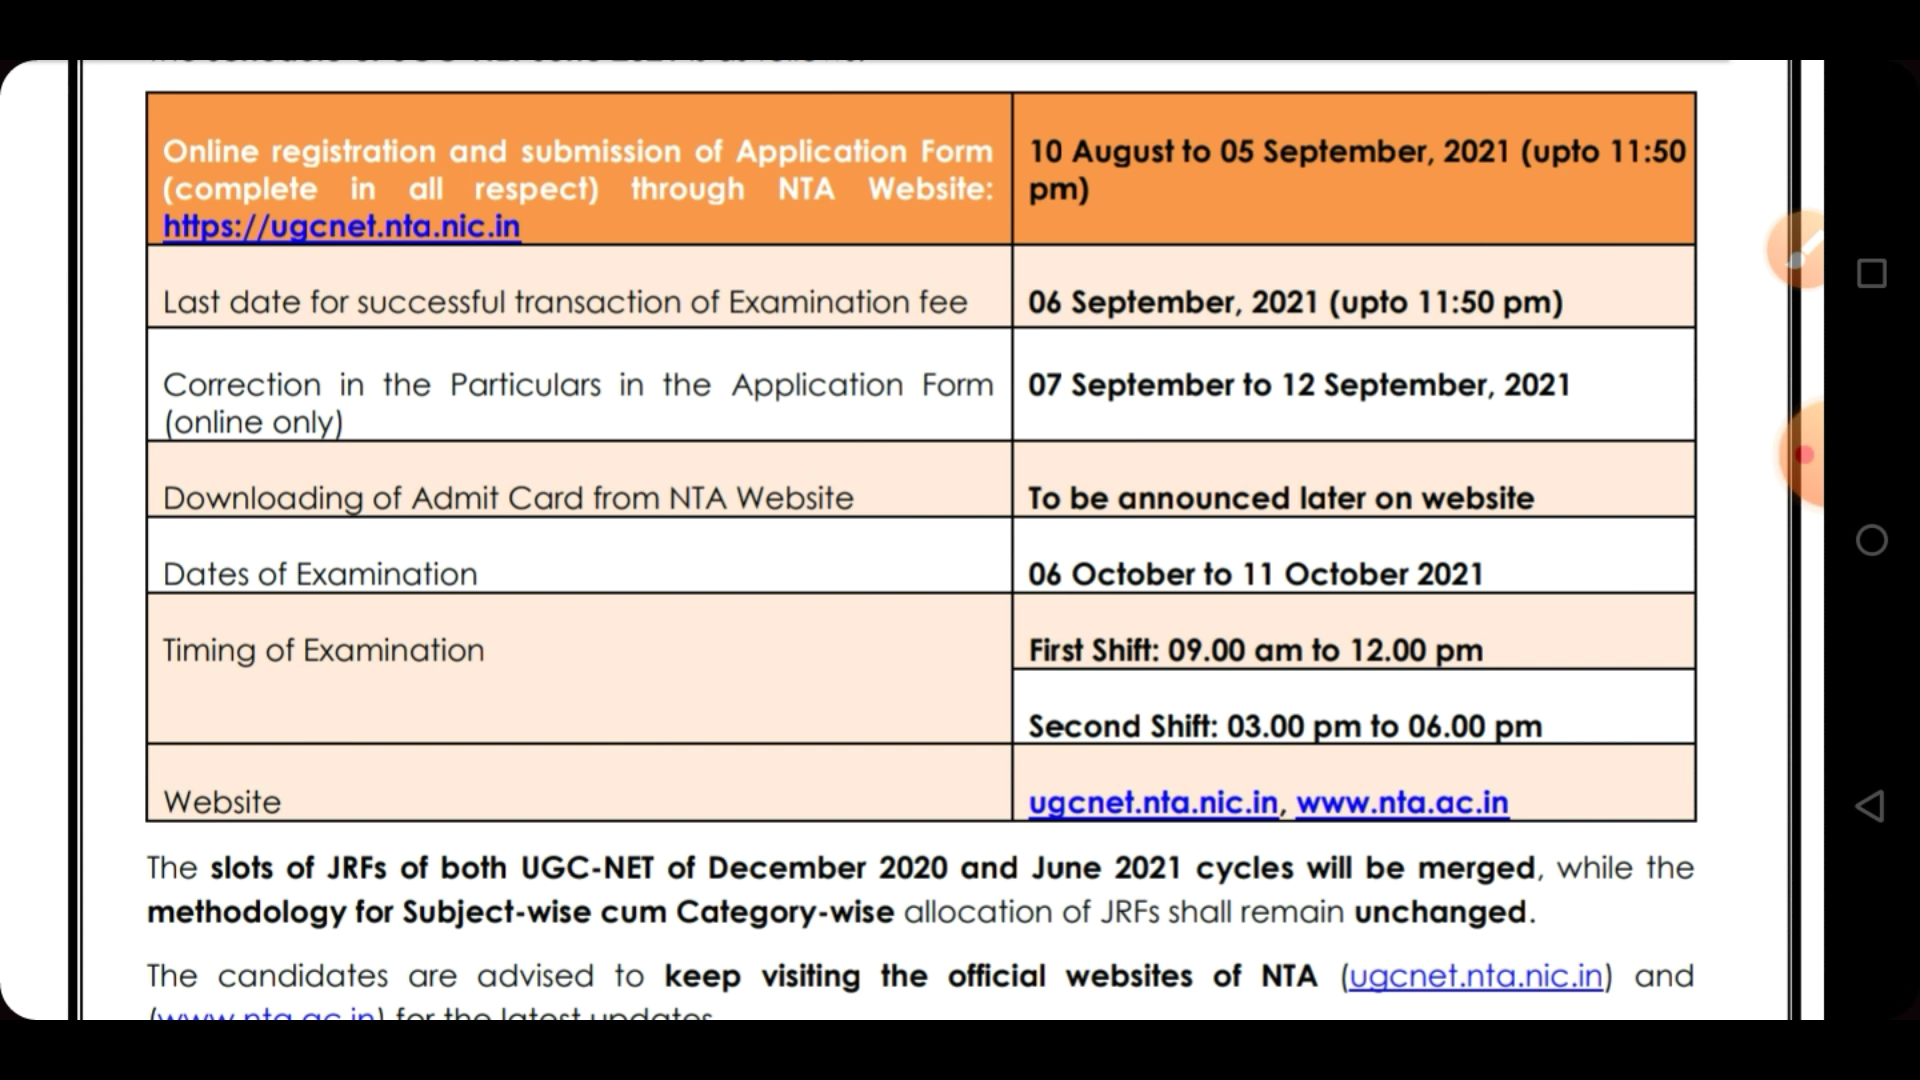 Online registration and submission of Application Form
(complete in all respect) through NTA Website:
https://ugcnet.nta.nic.in
10 August to 05 September, 2021 (upto 11:50
pm)
Last date for successful transaction of Examination fee
06 September, 2021 (upto 11:50 pm)
Correction in the Particulars in the Application Form
(online only)
07 September to 12 September, 2021
Downloading of Admit Card from NTA Website
To be announced later on website
Dates of Examination
06 October to 11 October 2021
Timing of Examination
First Shift: 09.00 am to 12.00 pm
Second Shift: 03.00 pm to 06.00 pm
Website
ugcnet.nta.nic.in, www.nta.ac.in
The slots of JRFs of both UGC-NET of December 2020 and June 2021 cycles will be merged, while the
methodology for Subject-wise cum Category-wise allocation of JRFs shall remain unchanged.
The candidates are advised to keep visiting the official websites of NTA (ugcnet.nta.nic.in) and
(www.nta.ac.in) for the latest updates